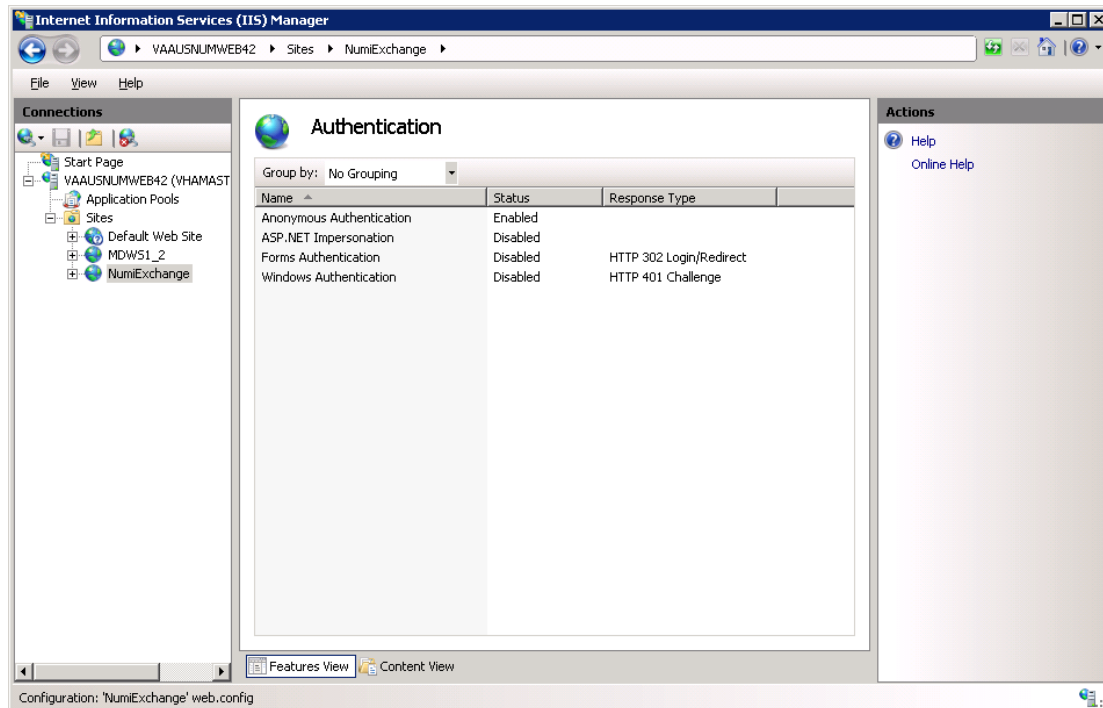 Internet Information Services (IIS) Manager
VAAUSNUMWEB42 Sites NumiExchange
File View Help
Connections
Start Page
VAAUSNUMWEB42 (VHAMAST
Application Pools
Sites
Default Web Site
MDWS1_2
NumiExchange
Authentication
Group by: No Grouping
Name Status Response Type
Anonymous Authentication Enabled
ASP.NET Impersonation Disabled
Forms Authentication Disabled HTTP 302 Login/Redirect
Windows Authentication Disabled HTTP 401 Challenge
Features View Content View
Actions
Help
Online Help
Configuration: 'NumiExchange' web.config